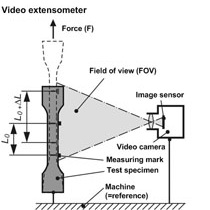 Video extensometer
Force (F)
Field of view (FOV)
Image sensor
L₀ + ΔL
L₀
Video camera
Measuring mark
Test specimen
Machine
(=reference)